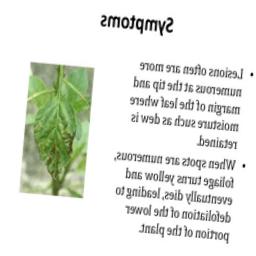 Symptoms
• Lesions often are more
numerous at the tip and
margin of the leaf where
moisture such as dew is
retained.
• When spots are numerous,
foliage turns yellow and
eventually dies, leading to
defoliation of the lower
portion of the plant.